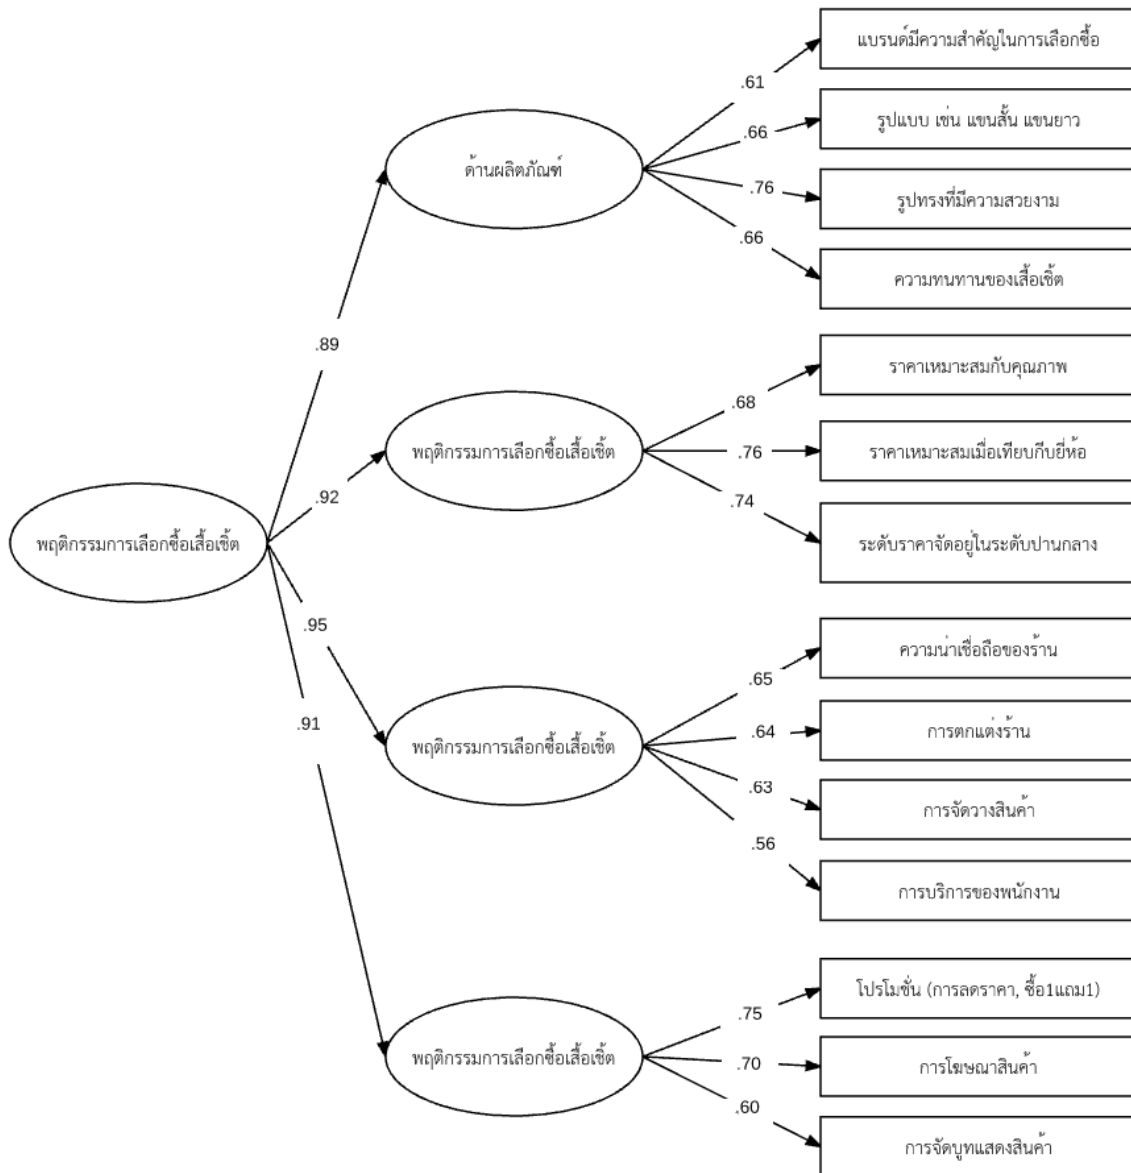 แบรนด์มีความสำคัญในการเลือกซื้อ
.61
รูปแบบ เช่น แขนสั้น แขนยาว
.66
ด้านผลิตภัณฑ์
.76
รูปทรงที่มีความสวยงาม
.66
ความทนทานของเสื้อเชิ้ต
.89
ราคาเหมาะสมกับคุณภาพ
.68
พฤติกรรมการเลือกซื้อเสื้อเชิ้ต
.76
ราคาเหมาะสมเมื่อเทียบกับยี่ห้อ
.92
.74
พฤติกรรมการเลือกซื้อเสื้อเชิ้ต
ระดับราคาจัดอยู่ในระดับปานกลาง
.95
ความน่าเชื่อถือของร้าน
.65
.91
.64
การตกแต่งร้าน
พฤติกรรมการเลือกซื้อเสื้อเชิ้ต
.63
การจัดวางสินค้า
.56
การบริการของพนักงาน
โปรโมชั่น (การลดราคา, ซื้อ1แถม1)
.75
พฤติกรรมการเลือกซื้อเสื้อเชิ้ต
.70
การโฆษณาสินค้า
.60
การจัดบูทแสดงสินค้า